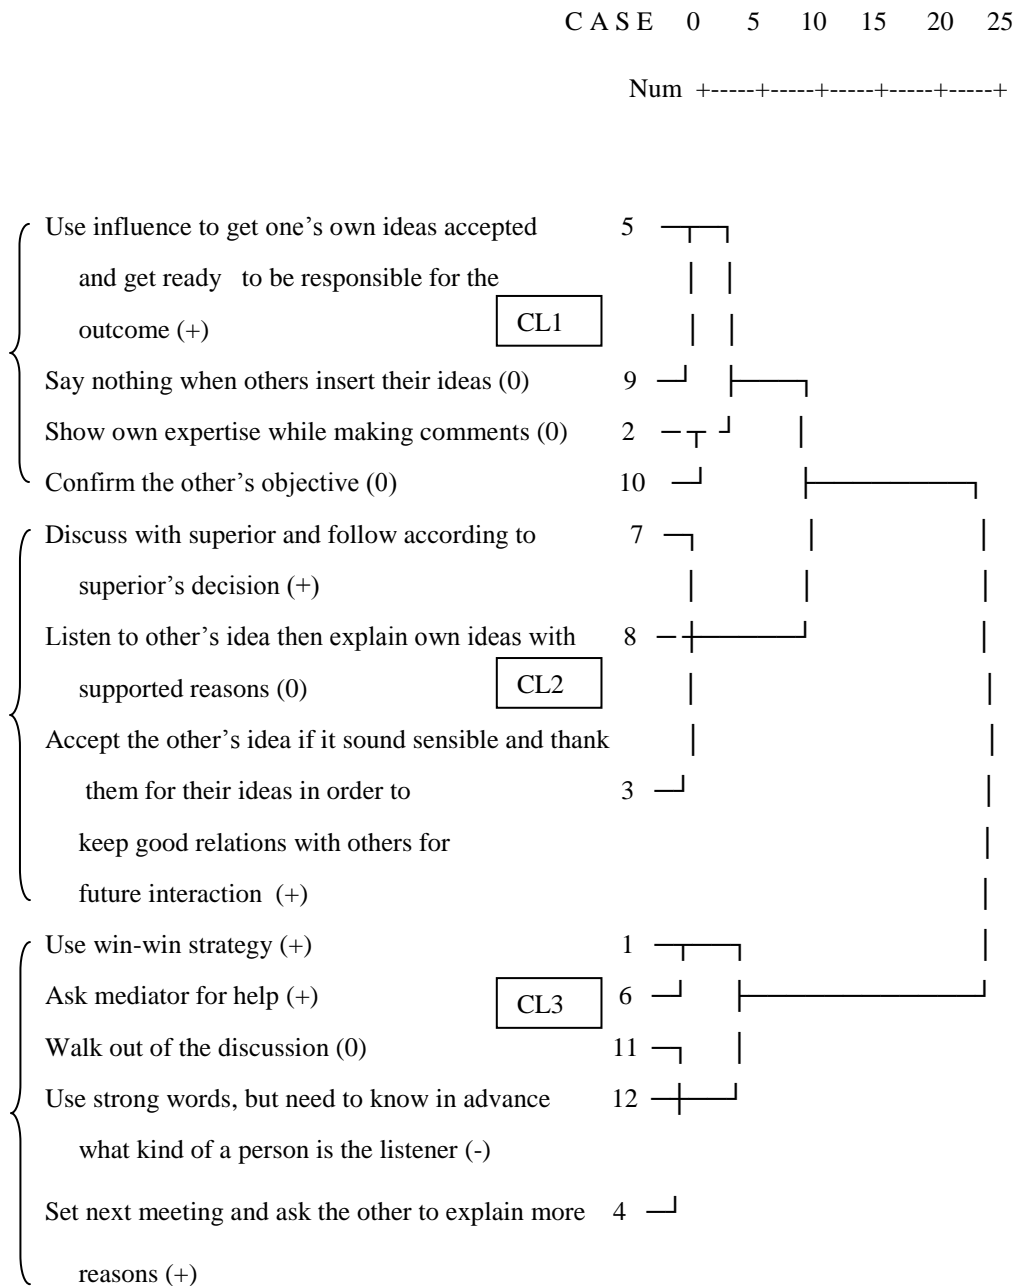 C A S E 0 5 10 15 20 25
Num +-----+-----+-----+-----+-----+
Use influence to get one’s own ideas accepted 5
and get ready to be responsible for the
outcome (+) CL1
Say nothing when others insert their ideas (0) 9
Show own expertise while making comments (0) 2
Confirm the other’s objective (0) 10
Discuss with superior and follow according to 7
superior’s decision (+)
Listen to other’s idea then explain own ideas with 8
supported reasons (0) CL2
Accept the other’s idea if it sound sensible and thank
them for their ideas in order to 3
keep good relations with others for
future interaction (+)
Use win-win strategy (+) 1
Ask mediator for help (+) CL3 6
Walk out of the discussion (0) 11
Use strong words, but need to know in advance 12
what kind of a person is the listener (-)
Set next meeting and ask the other to explain more 4
reasons (+)